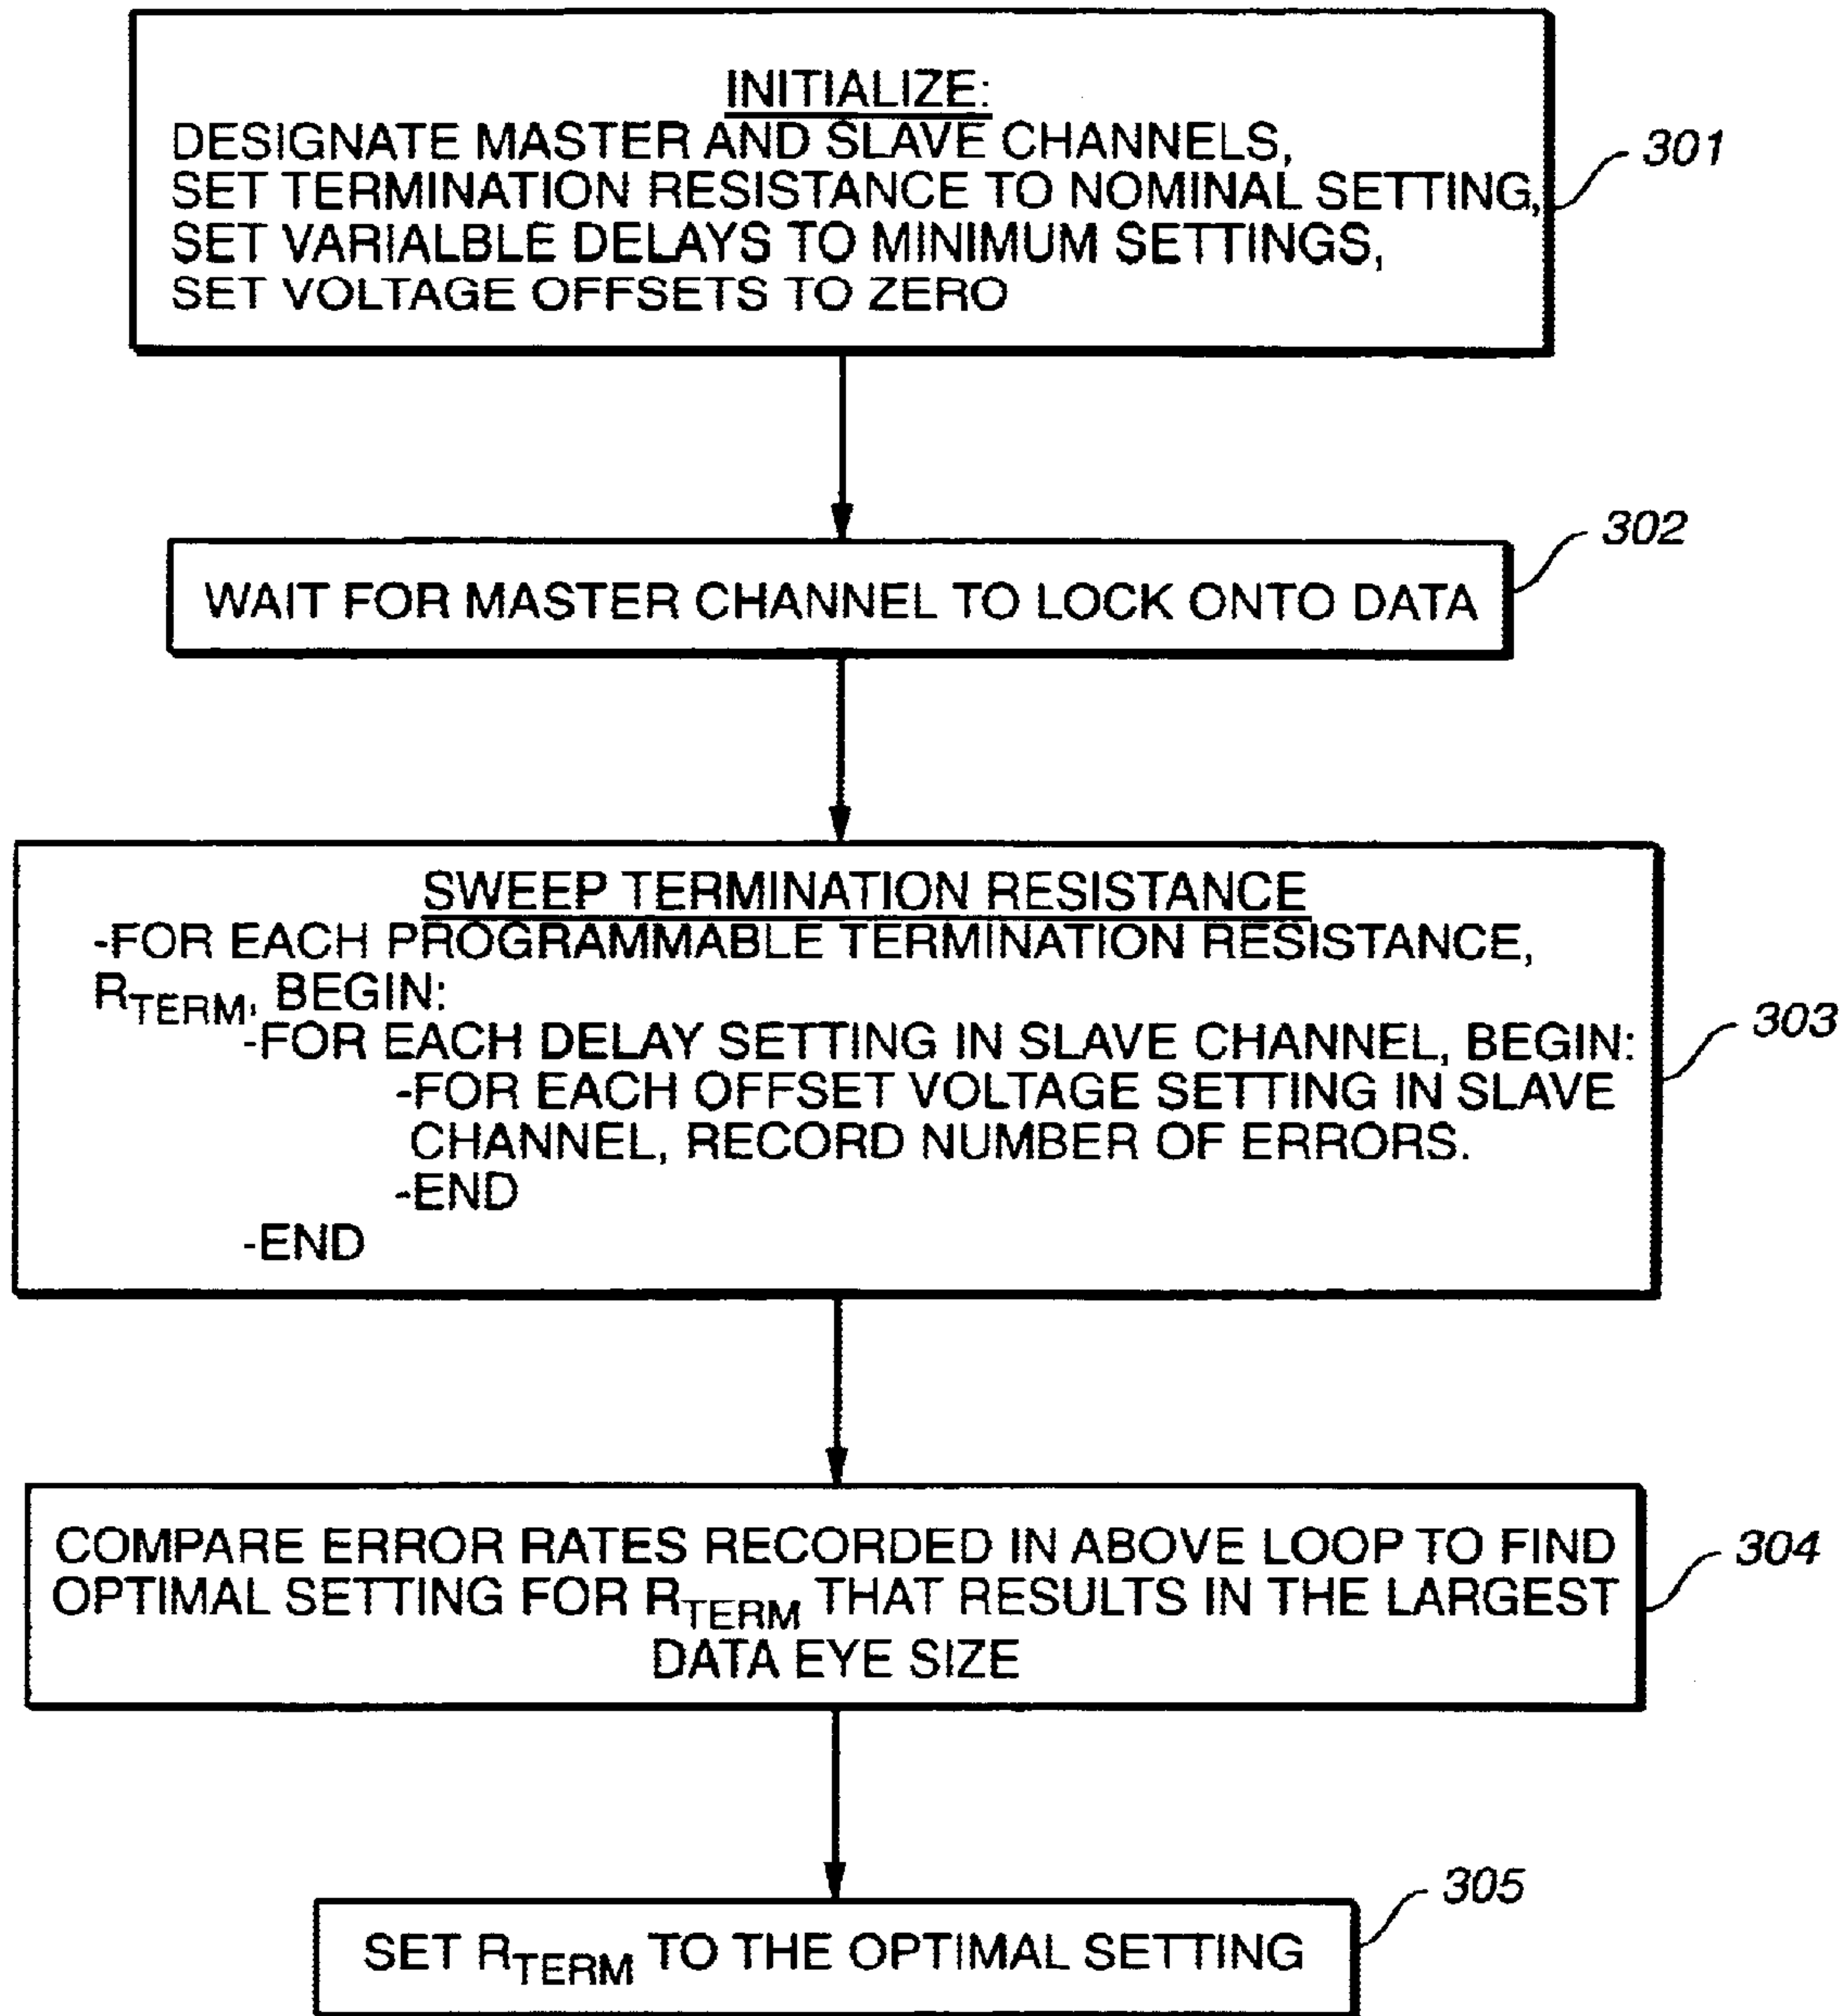 INITIALIZE:
DESIGNATE MASTER AND SLAVE CHANNELS,
SET TERMINATION RESISTANCE TO NOMINAL SETTING,
SET VARIALBLE DELAYS TO MINIMUM SETTINGS,
SET VOLTAGE OFFSETS TO ZERO
301
302
WAIT FOR MASTER CHANNEL TO LOCK ONTO DATA
SWEEP TERMINATION RESISTANCE
-FOR EACH PROGRAMMABLE TERMINATION RESISTANCE,
RTERM, BEGIN:
-FOR EACH DELAY SETTING IN SLAVE CHANNEL, BEGIN:
-FOR EACH OFFSET VOLTAGE SETTING IN SLAVE
CHANNEL, RECORD NUMBER OF ERRORS.
-END
-END
303
COMPARE ERROR RATES RECORDED IN ABOVE LOOP TO FIND
OPTIMAL SETTING FOR RTERM THAT RESULTS IN THE LARGEST
DATA EYE SIZE
304
305
SET RTERM TO THE OPTIMAL SETTING